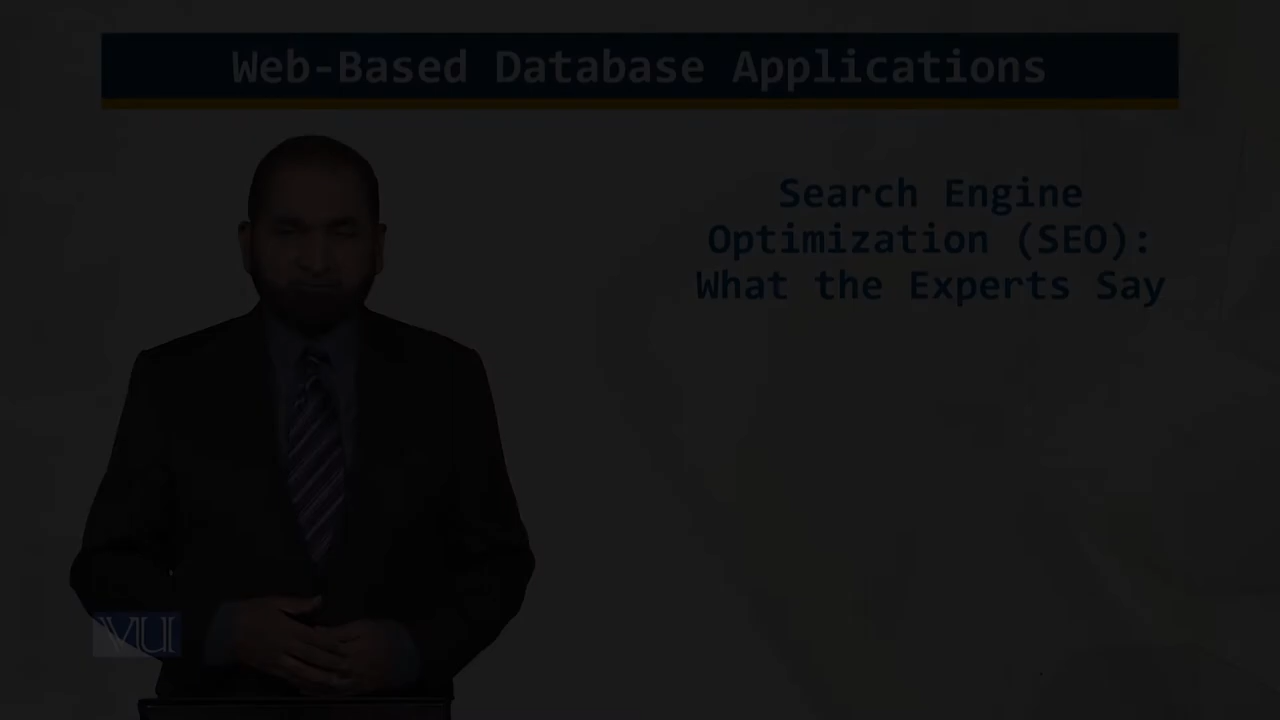 Web-Based Database Applications
Search Engine
Optimization (SEO):
What the Experts Say
VU